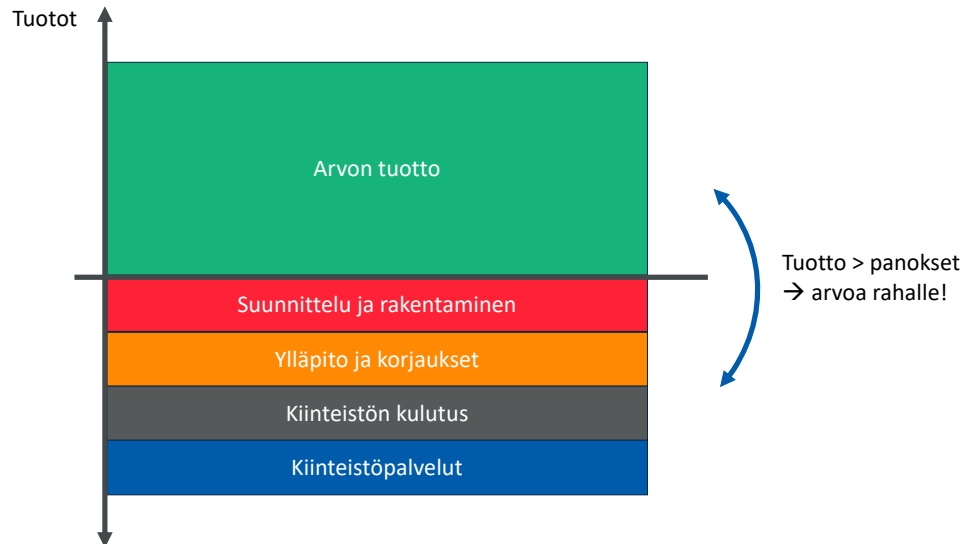 Tuotot
Arvon tuotto
Suunnittelu ja rakentaminen
Ylläpito ja korjaukset
Kiinteistön kulutus
Kiinteistöpalvelut
Tuotto > panokset
→ arvoa rahalle!